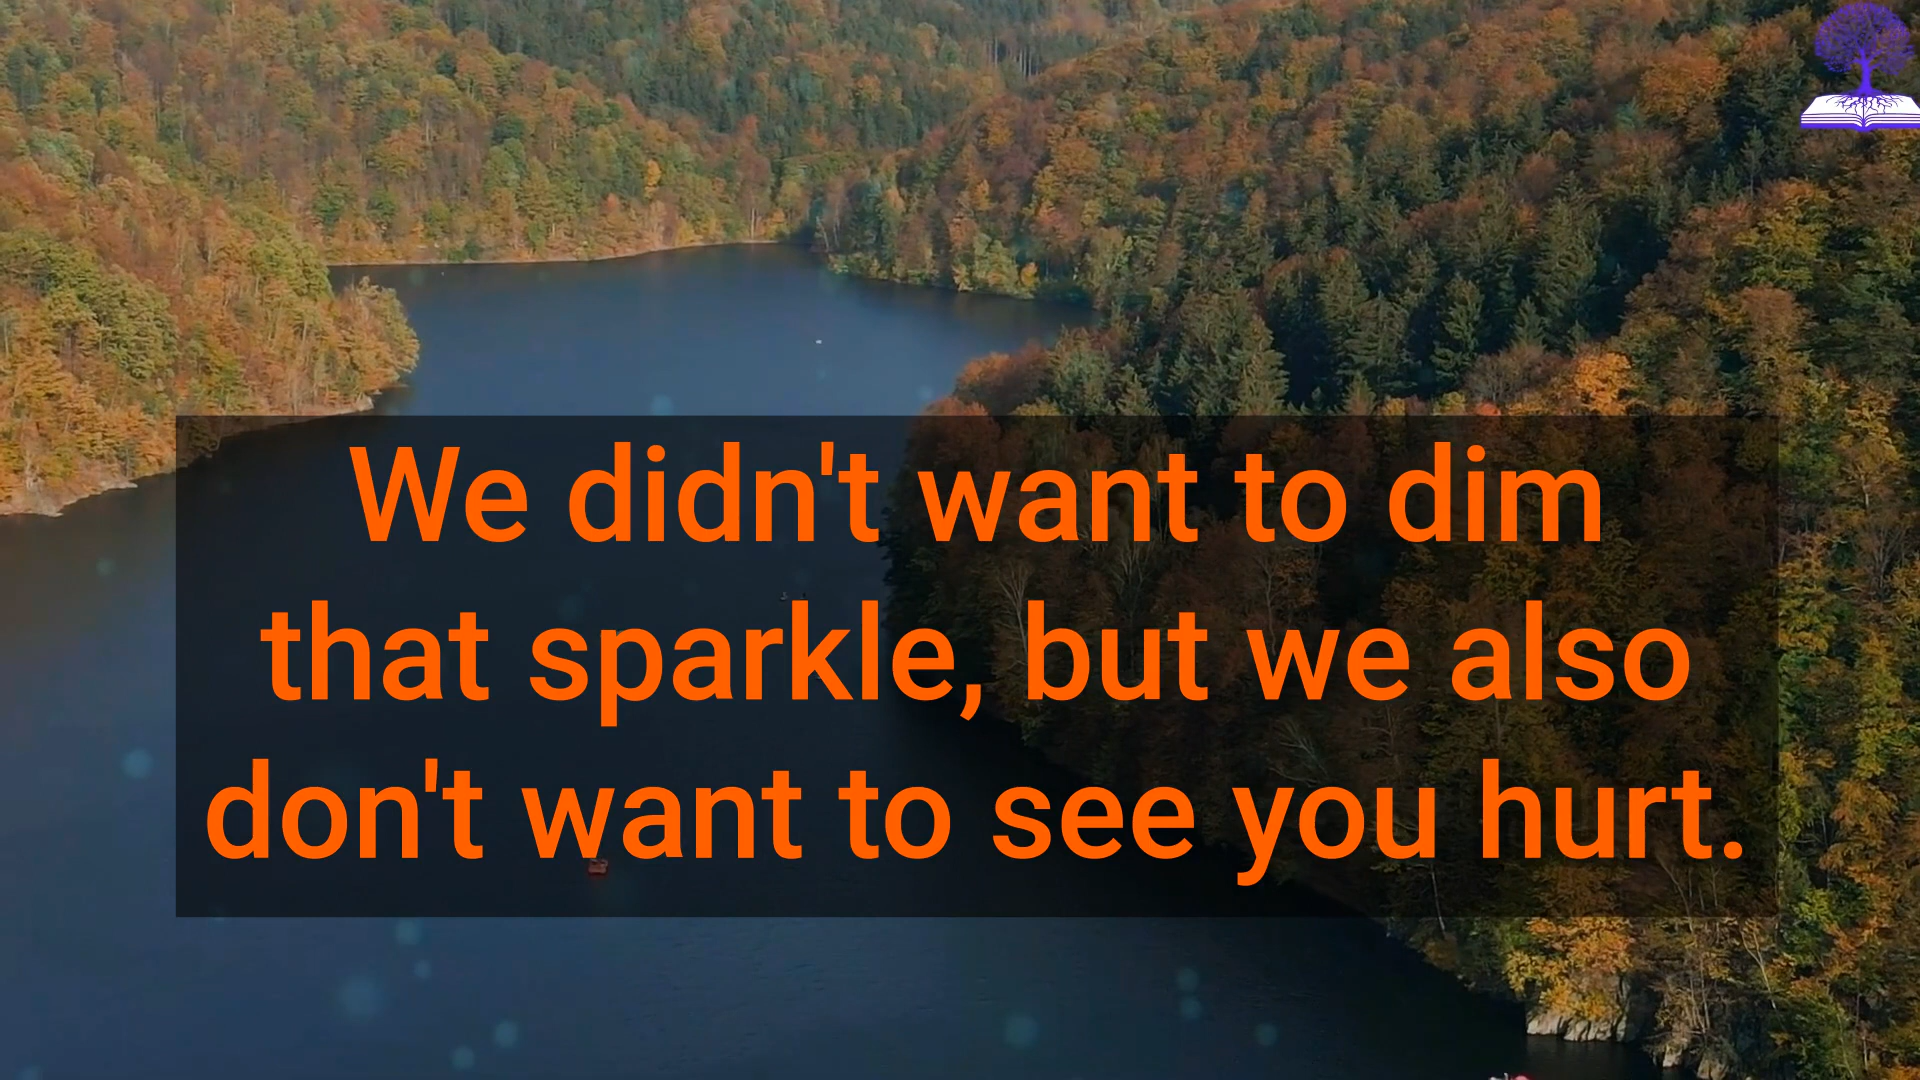 We didn't want to dim
that sparkle, but we also
don't want to see you hurt.